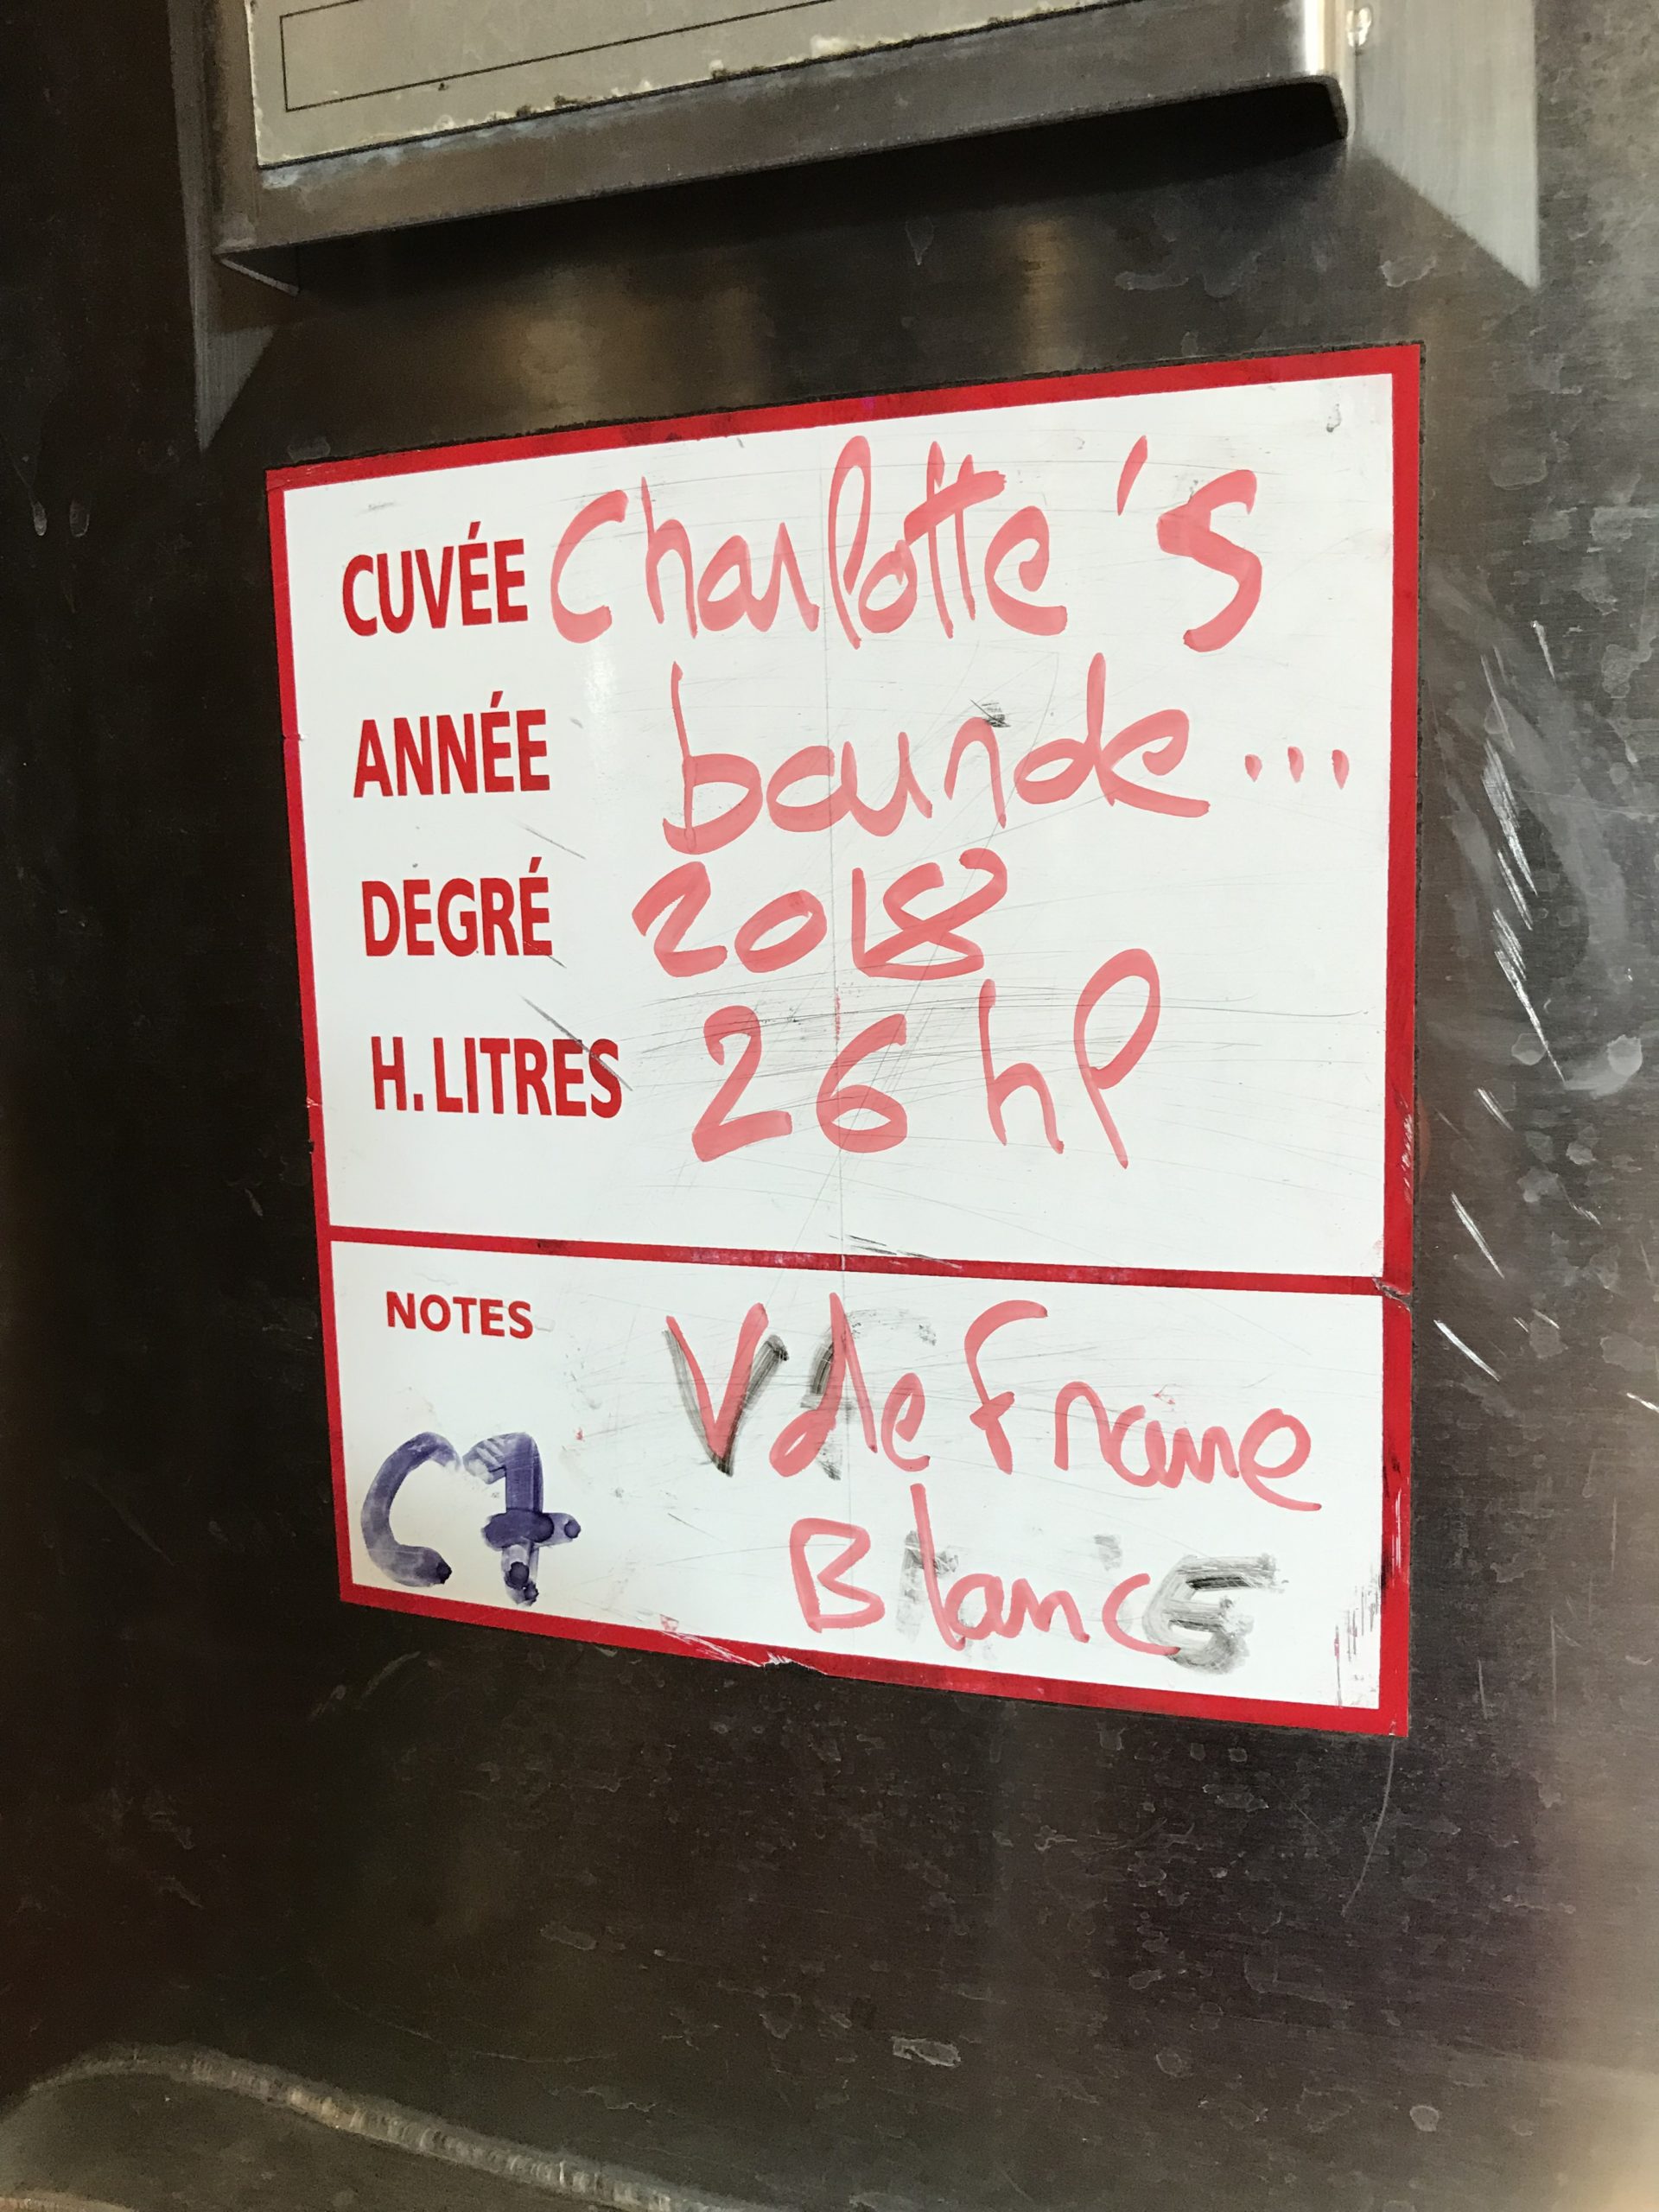 CUVÉE Charlotte's
ANNÉE bounde...
DEGRÉ 2018
H.LITRES 26 hl
NOTES V de France
C7 Blanc